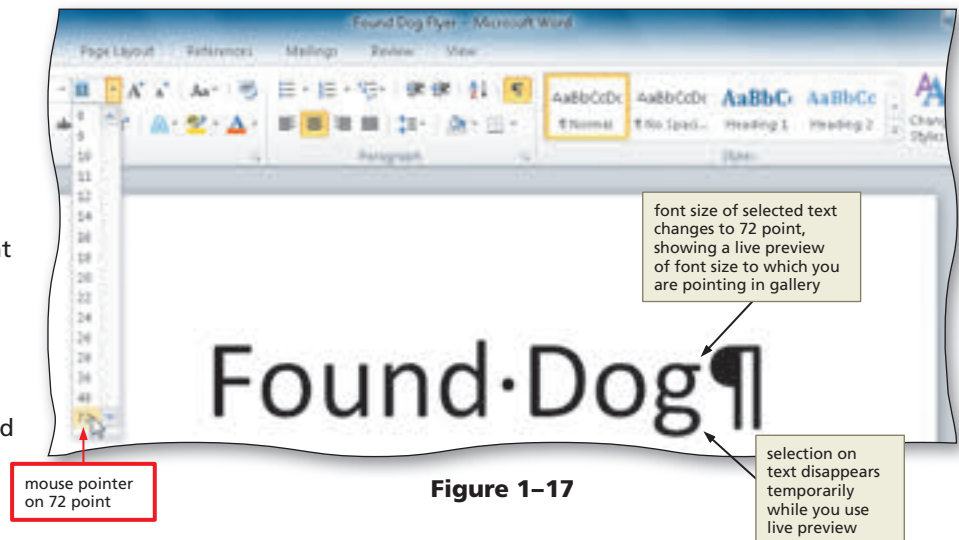 Found Dog Flyer - Microsoft Word
Page Layout References Mailings Review View
AaBbCcDc AaBbCcDc AaBbC AaBbCc
¶ Normal ¶ No Spaci... Heading 1 Heading 2
Chang
Styles
Paragraph
Styles
8
9
10
11
12
14
16
18
20
22
24
26
28
36
48
72
font size of selected text
changes to 72 point,
showing a live preview
of font size to which you
are pointing in gallery
Found·Dog¶
selection on
text disappears
temporarily
while you use
live preview
mouse pointer
on 72 point
Figure 1–17